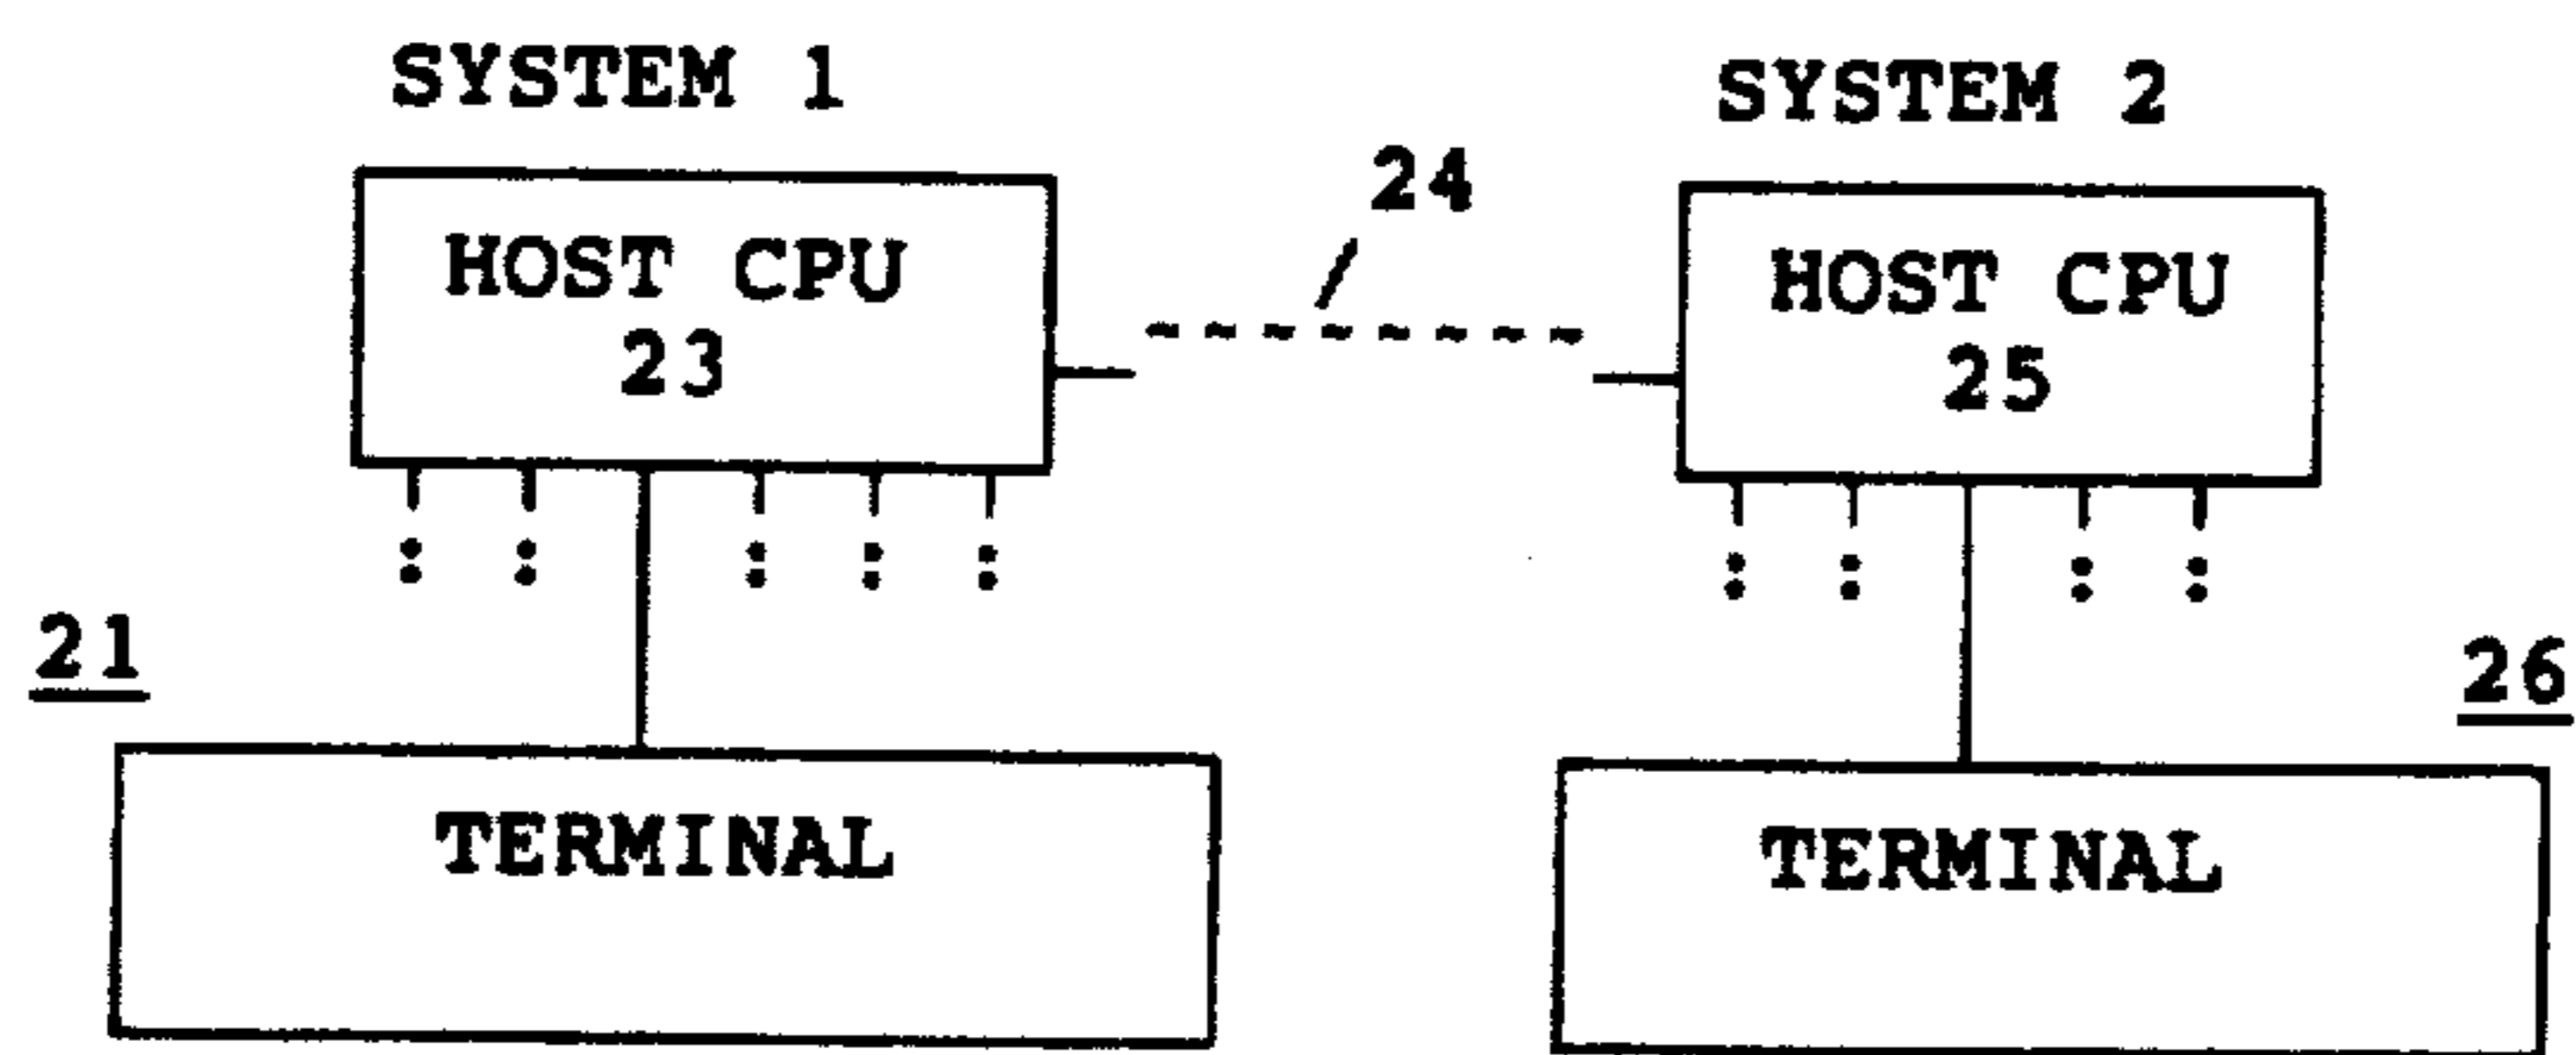 SYSTEM 1
SYSTEM 2
24
HOST CPU
23
HOST CPU
25
21
26
TERMINAL
TERMINAL